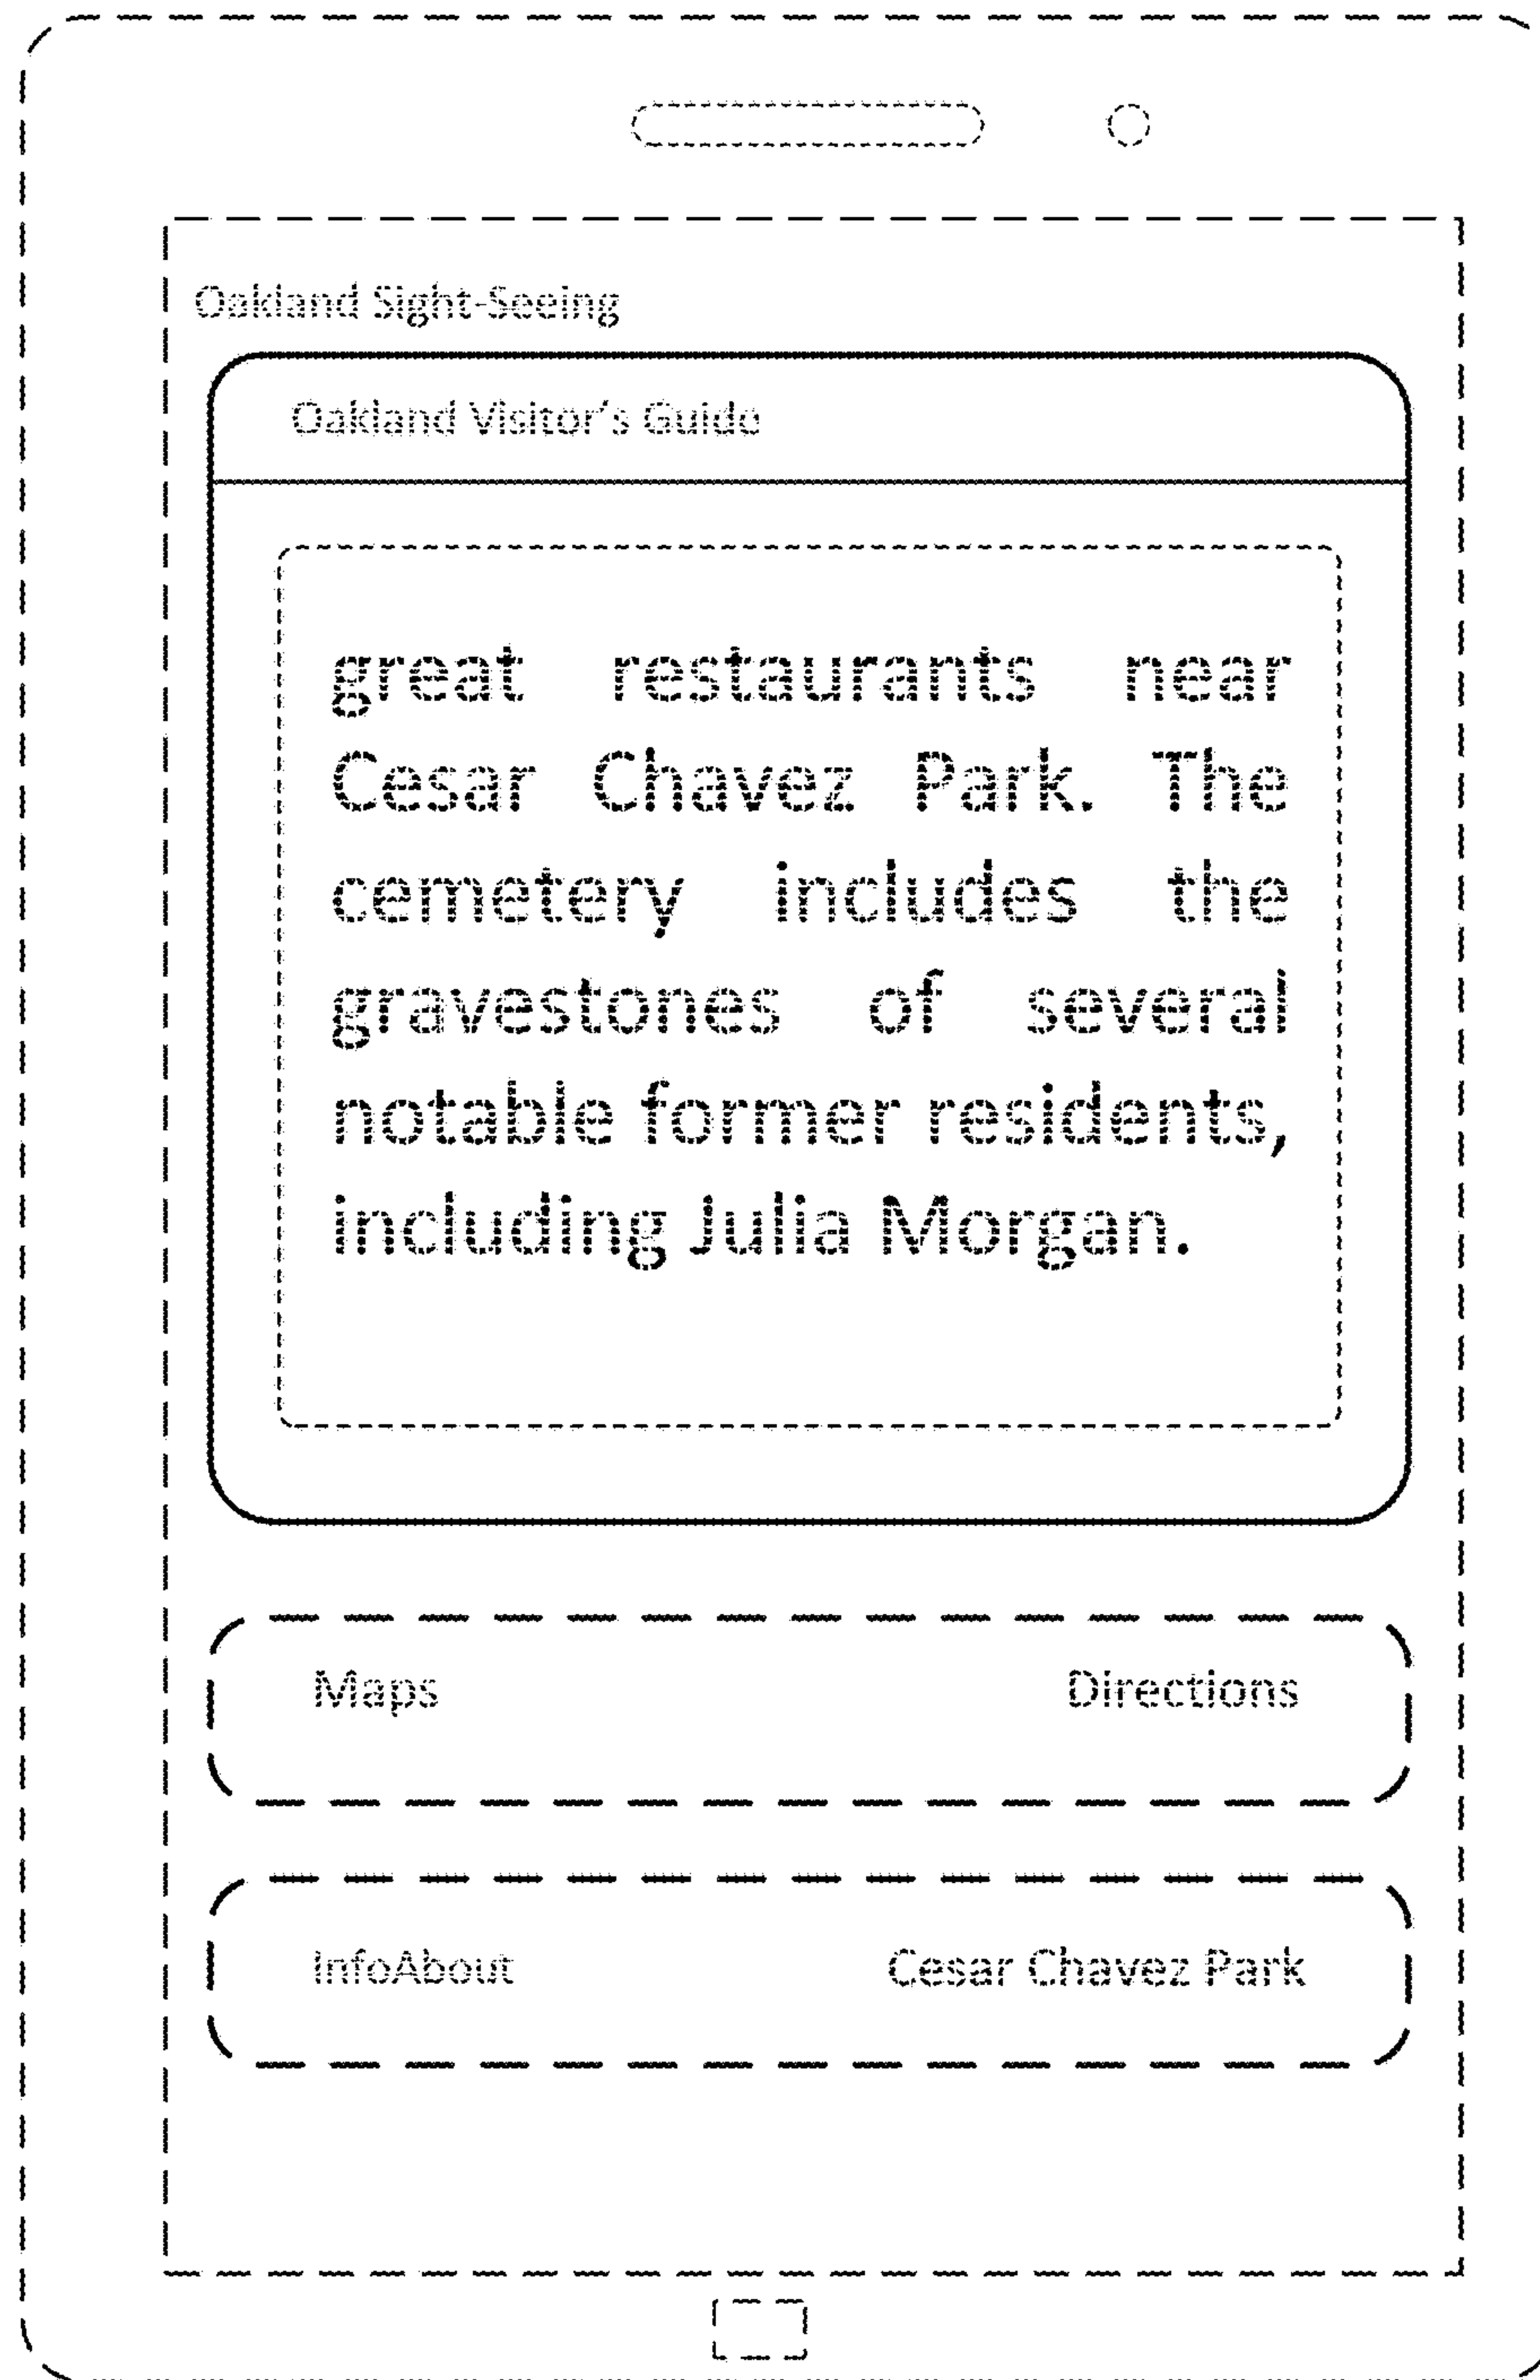 Oakland Sight-Seeing
Oakland Visitor's Guide
great restaurants near
Cesar Chavez Park. The
cemetery includes the
gravestones of several
notable former residents,
including Julia Morgan.
Maps Directions
InfoAbout Cesar Chavez Park